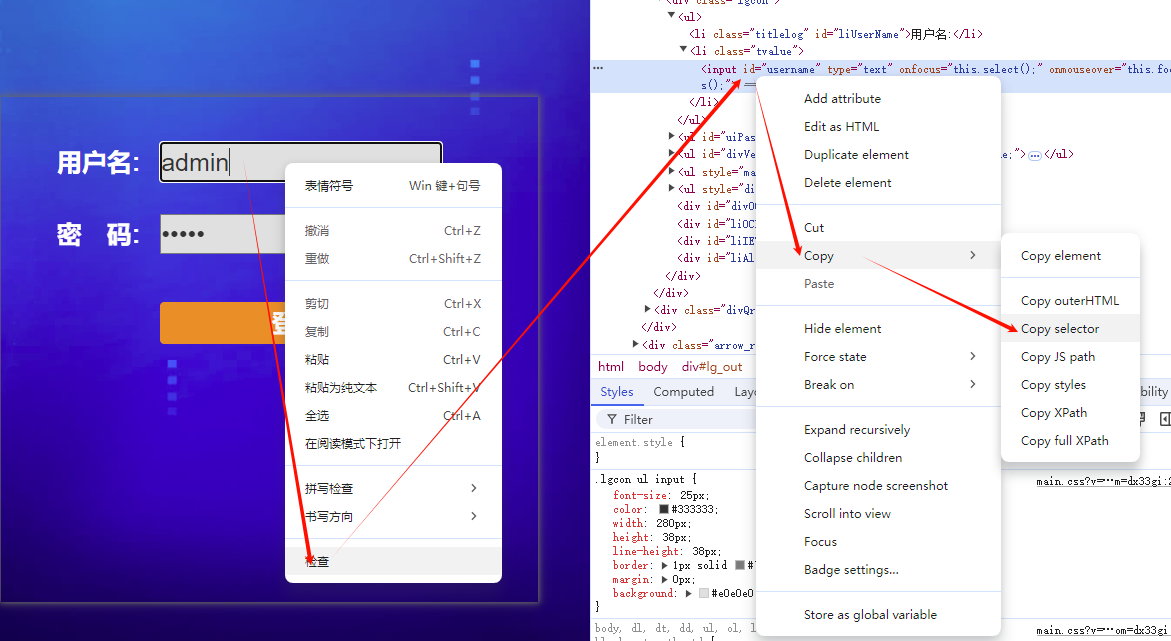 用户名:
admin
密 码:
表情符号 Win 键+句号
撤消 Ctrl+Z
重做 Ctrl+Shift+Z
剪切 Ctrl+X
复制 Ctrl+C
粘贴 Ctrl+V
粘贴为纯文本 Ctrl+Shift+V
全选 Ctrl+A
在阅读模式下打开
拼写检查
书写方向
检查
<ul>
<li class="titlelog" id="liUserName">用户名:</li>
<li class="tvalue">
<input id="username" type="text" onfocus="this.select();" onmouseover="this.foc
s();"
</li>
</ul>
<ul id="uiPas
<ul id="divVe e;">…</ul>
<ul style="ma
<ul style="di
<div id="divO
<div id="liOC
<div id="liIE
<div id="liAl
</div>
</div>
<div class="divQr
</div>
<div class="arrow_r
html body div#lg_out
Styles Computed Lay bility
Filter
element.style {
}
.lgcon ul input { main.css?v=…m=dx33gi:2
font-size: 25px;
color: #333333;
width: 280px;
height: 38px;
line-height: 38px;
border: 1px solid #
margin: 0px;
background: #e0e0e0
}
body, dl, dt, dd, ul, ol, l main.css?v=…om=dx33gi
Add attribute
Edit as HTML
Duplicate element
Delete element
Cut
Copy
Paste
Hide element
Force state
Break on
Expand recursively
Collapse children
Capture node screenshot
Scroll into view
Focus
Badge settings...
Store as global variable
Copy element
Copy outerHTML
Copy selector
Copy JS path
Copy styles
Copy XPath
Copy full XPath